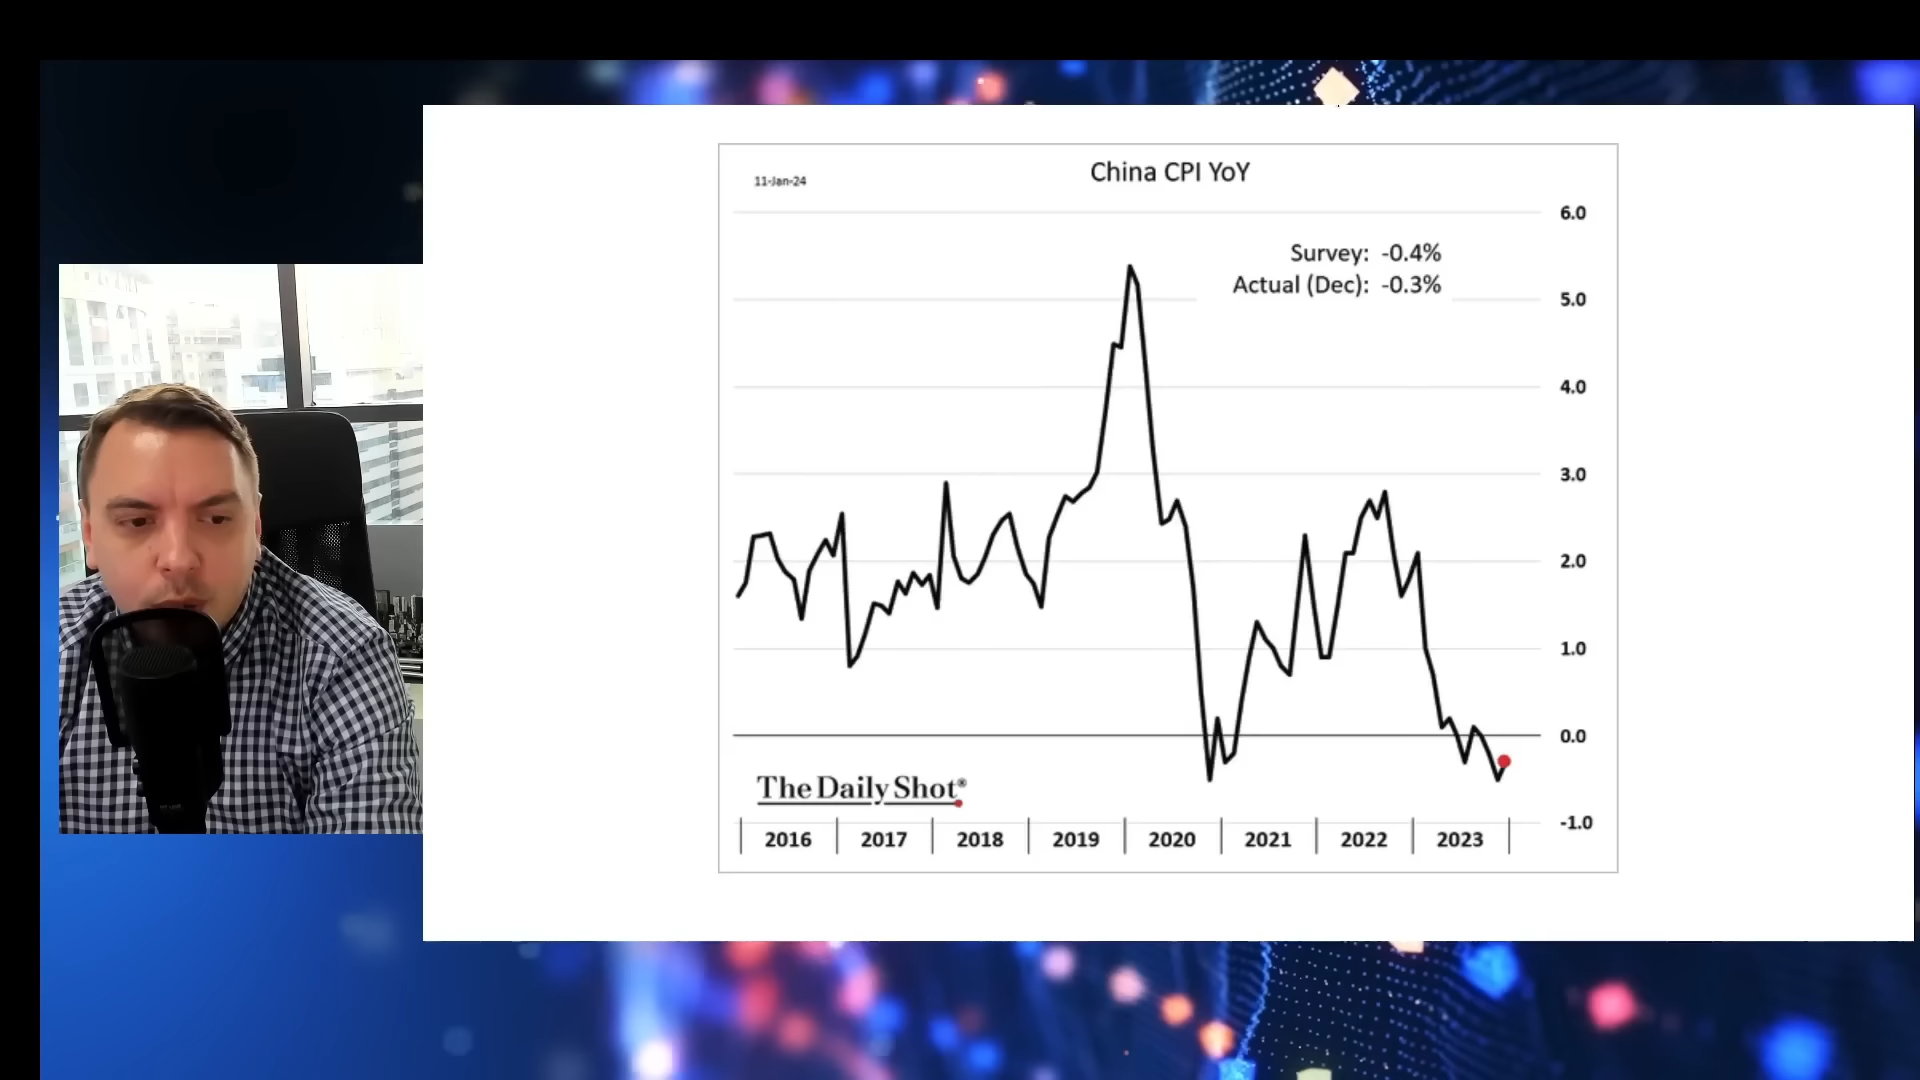 China CPI YoY
11-Jan-24
6.0
Survey: -0.4%
Actual (Dec): -0.3%
5.0
4.0
3.0
2.0
1.0
0.0
The Daily Shot®
-1.0
2016 2017 2018 2019 2020 2021 2022 2023